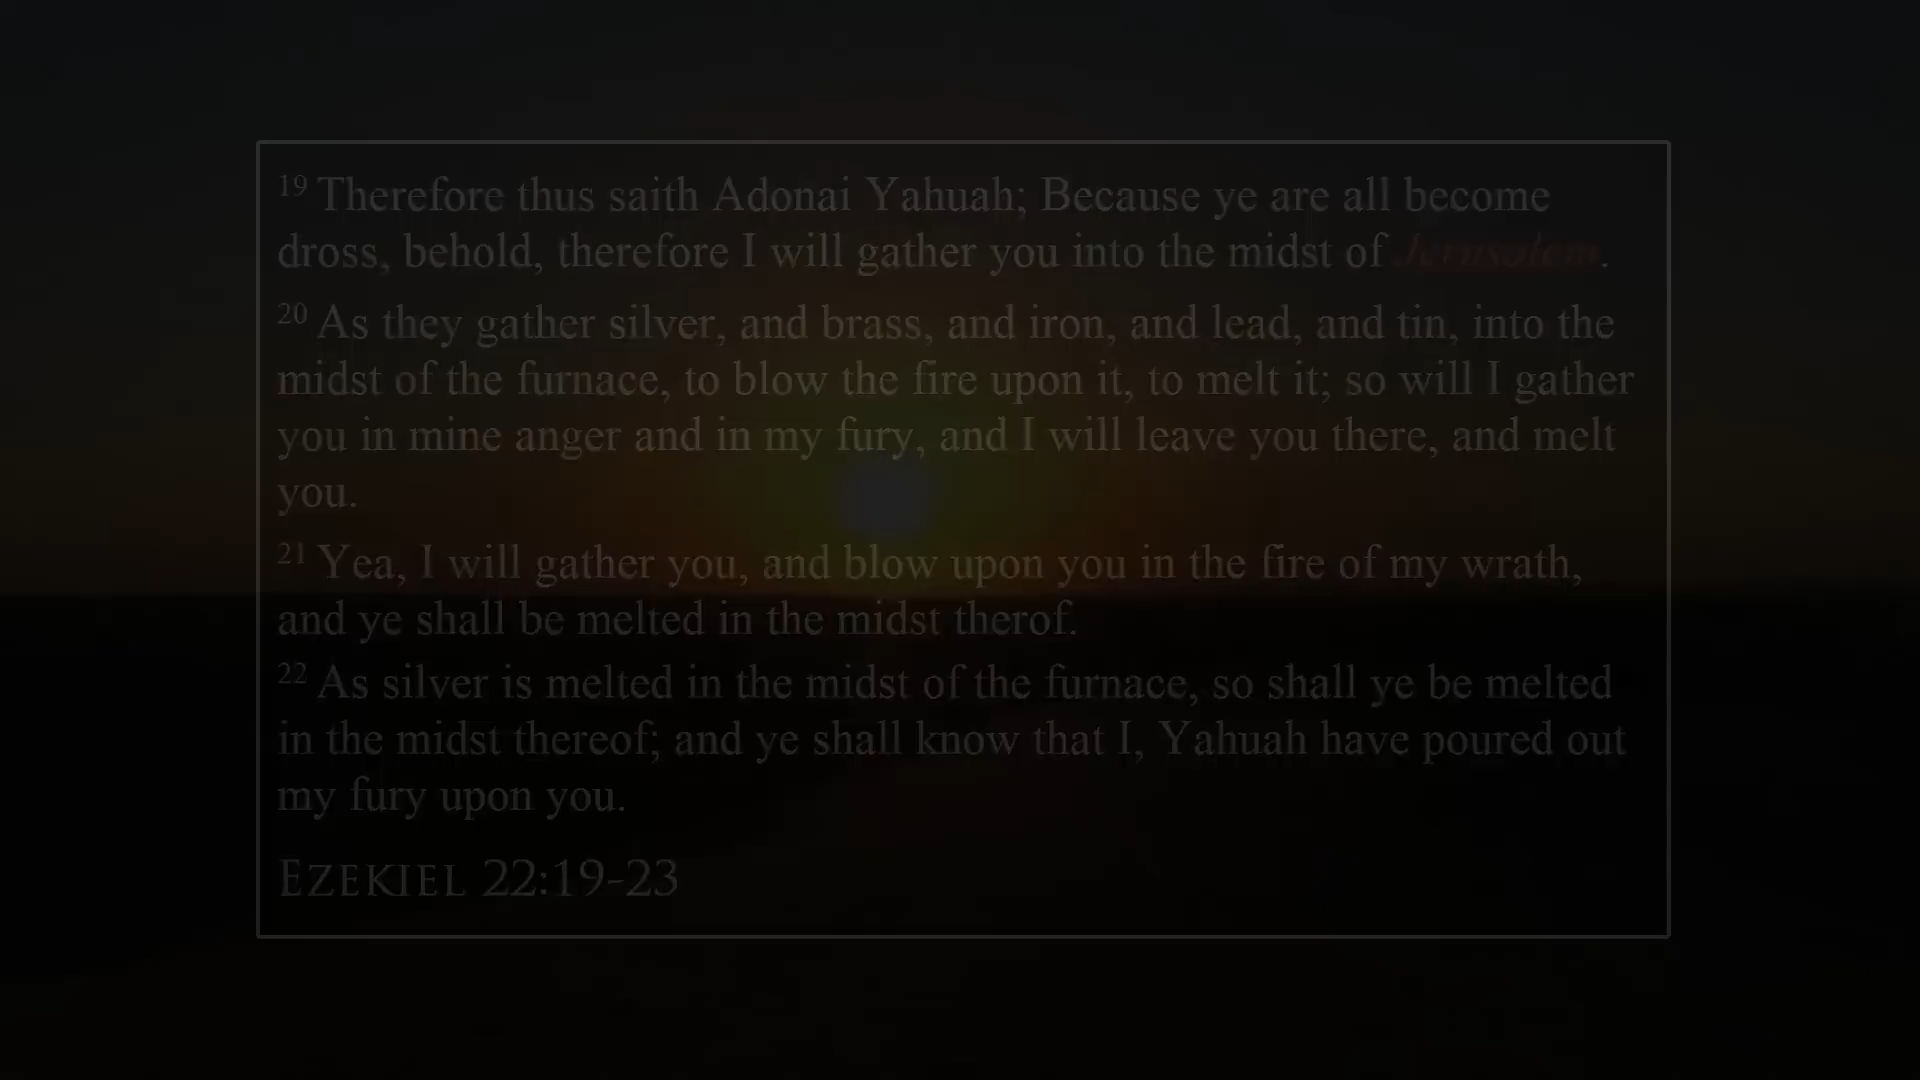 19 Therefore thus saith Adonai Yahuah; Because ye are all become
dross, behold, therefore I will gather you into the midst of Jerusalem.
20 As they gather silver, and brass, and iron, and lead, and tin, into the
midst of the furnace, to blow the fire upon it, to melt it; so will I gather
you in mine anger and in my fury, and I will leave you there, and melt
you.
21 Yea, I will gather you, and blow upon you in the fire of my wrath,
and ye shall be melted in the midst therof.
22 As silver is melted in the midst of the furnace, so shall ye be melted
in the midst thereof; and ye shall know that I, Yahuah have poured out
my fury upon you.
EZEKIEL 22:19-23